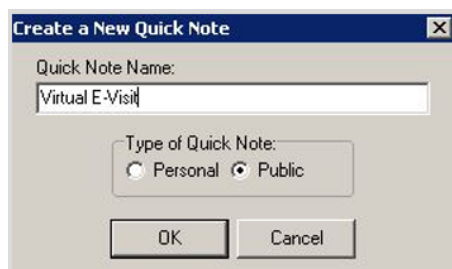 Create a New Quick Note
Quick Note Name:
Virtual E-Visit
Type of Quick Note:
Personal Public
OK Cancel